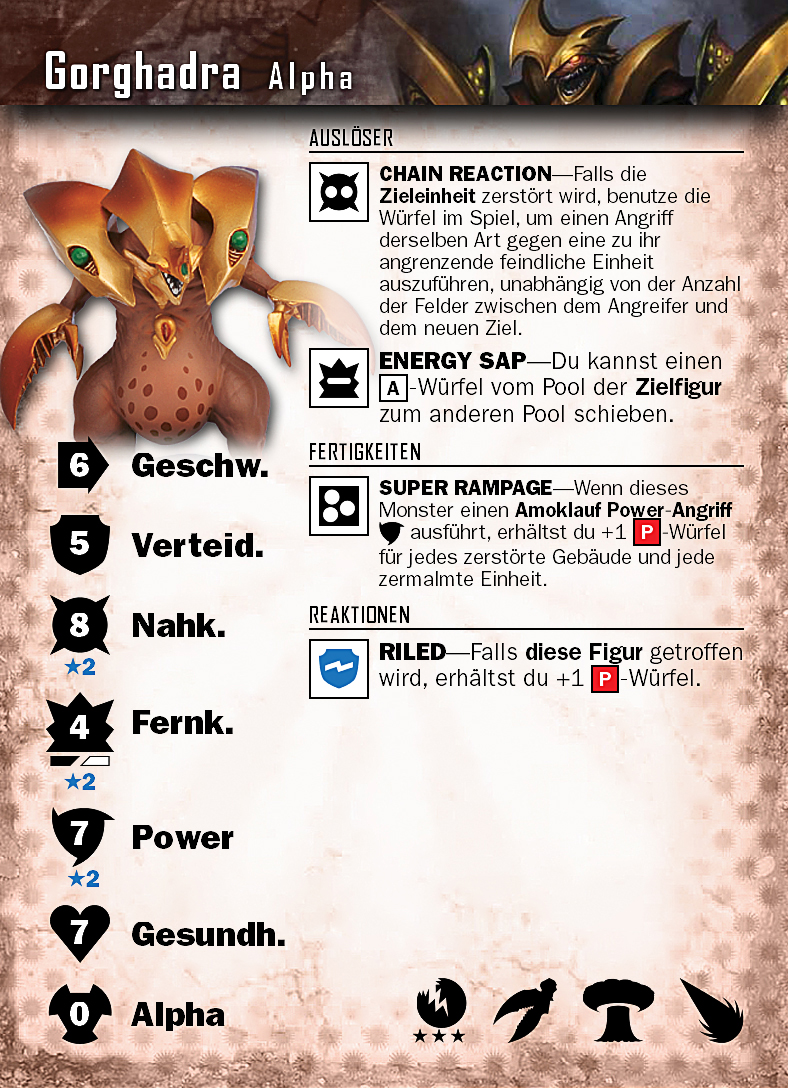 Gorghadra Alpha
AUSLÖSER
CHAIN REACTION—Falls die
Zieleinheit zerstört wird, benutze die
Würfel im Spiel, um einen Angriff
derselben Art gegen eine zu ihr
angrenzende feindliche Einheit
auszuführen, unabhängig von der Anzahl
der Felder zwischen dem Angreifer und
dem neuen Ziel.
ENERGY SAP—Du kannst einen
A-Würfel vom Pool der Zielfigur
zum anderen Pool schieben.
FERTIGKEITEN
SUPER RAMPAGE—Wenn dieses
Monster einen Amoklauf Power-Angriff
ausführt, erhältst du +1 P-Würfel
für jedes zerstörte Gebäude und jede
zermalmte Einheit.
REAKTIONEN
RILED—Falls diese Figur getroffen
wird, erhältst du +1 P-Würfel.
6 Geschw.
5 Verteid.
8 Nahk.
★2
4 Fernk.
★2
7 Power
★2
7 Gesundh.
0 Alpha
★★★